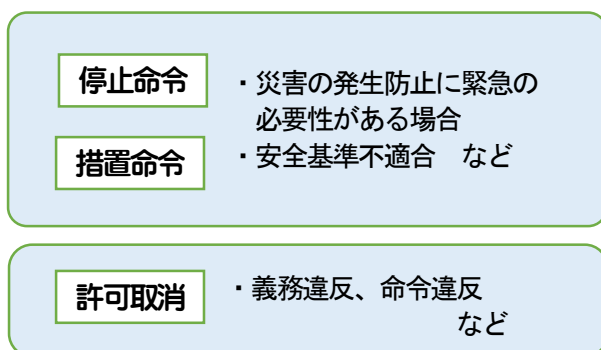 停止命令
・災害の発生防止に緊急の
必要性がある場合
措置命令
・安全基準不適合　など
許可取消
・義務違反、命令違反
など